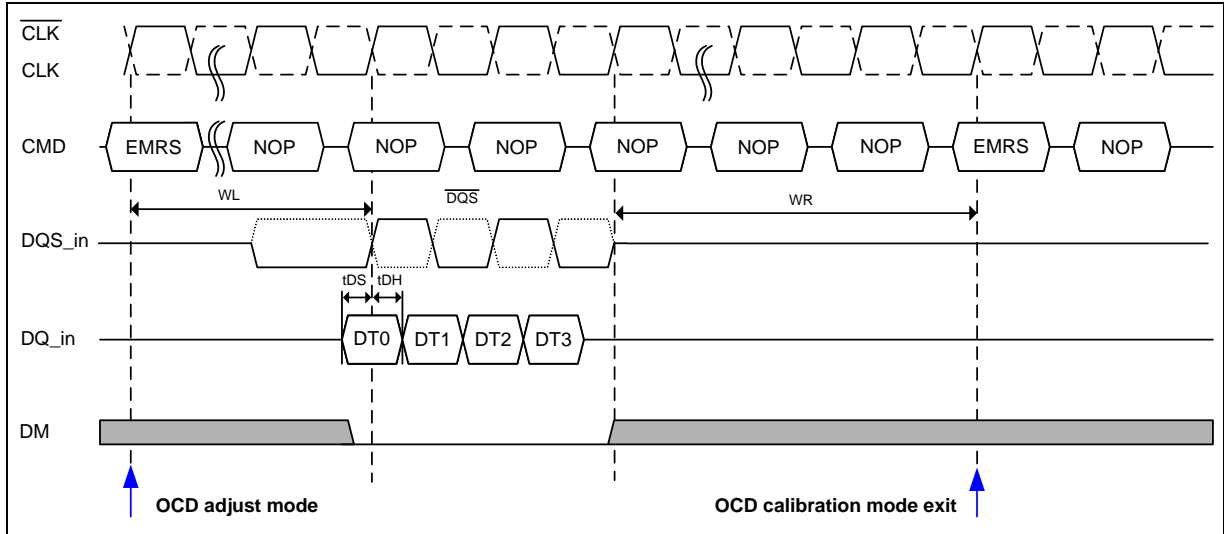 CLK
CLK
CMD EMRS NOP NOP NOP NOP NOP NOP EMRS NOP
WL DQS WR
DQS_in
tDS tDH
DQ_in DT0 DT1 DT2 DT3
DM
OCD adjust mode OCD calibration mode exit